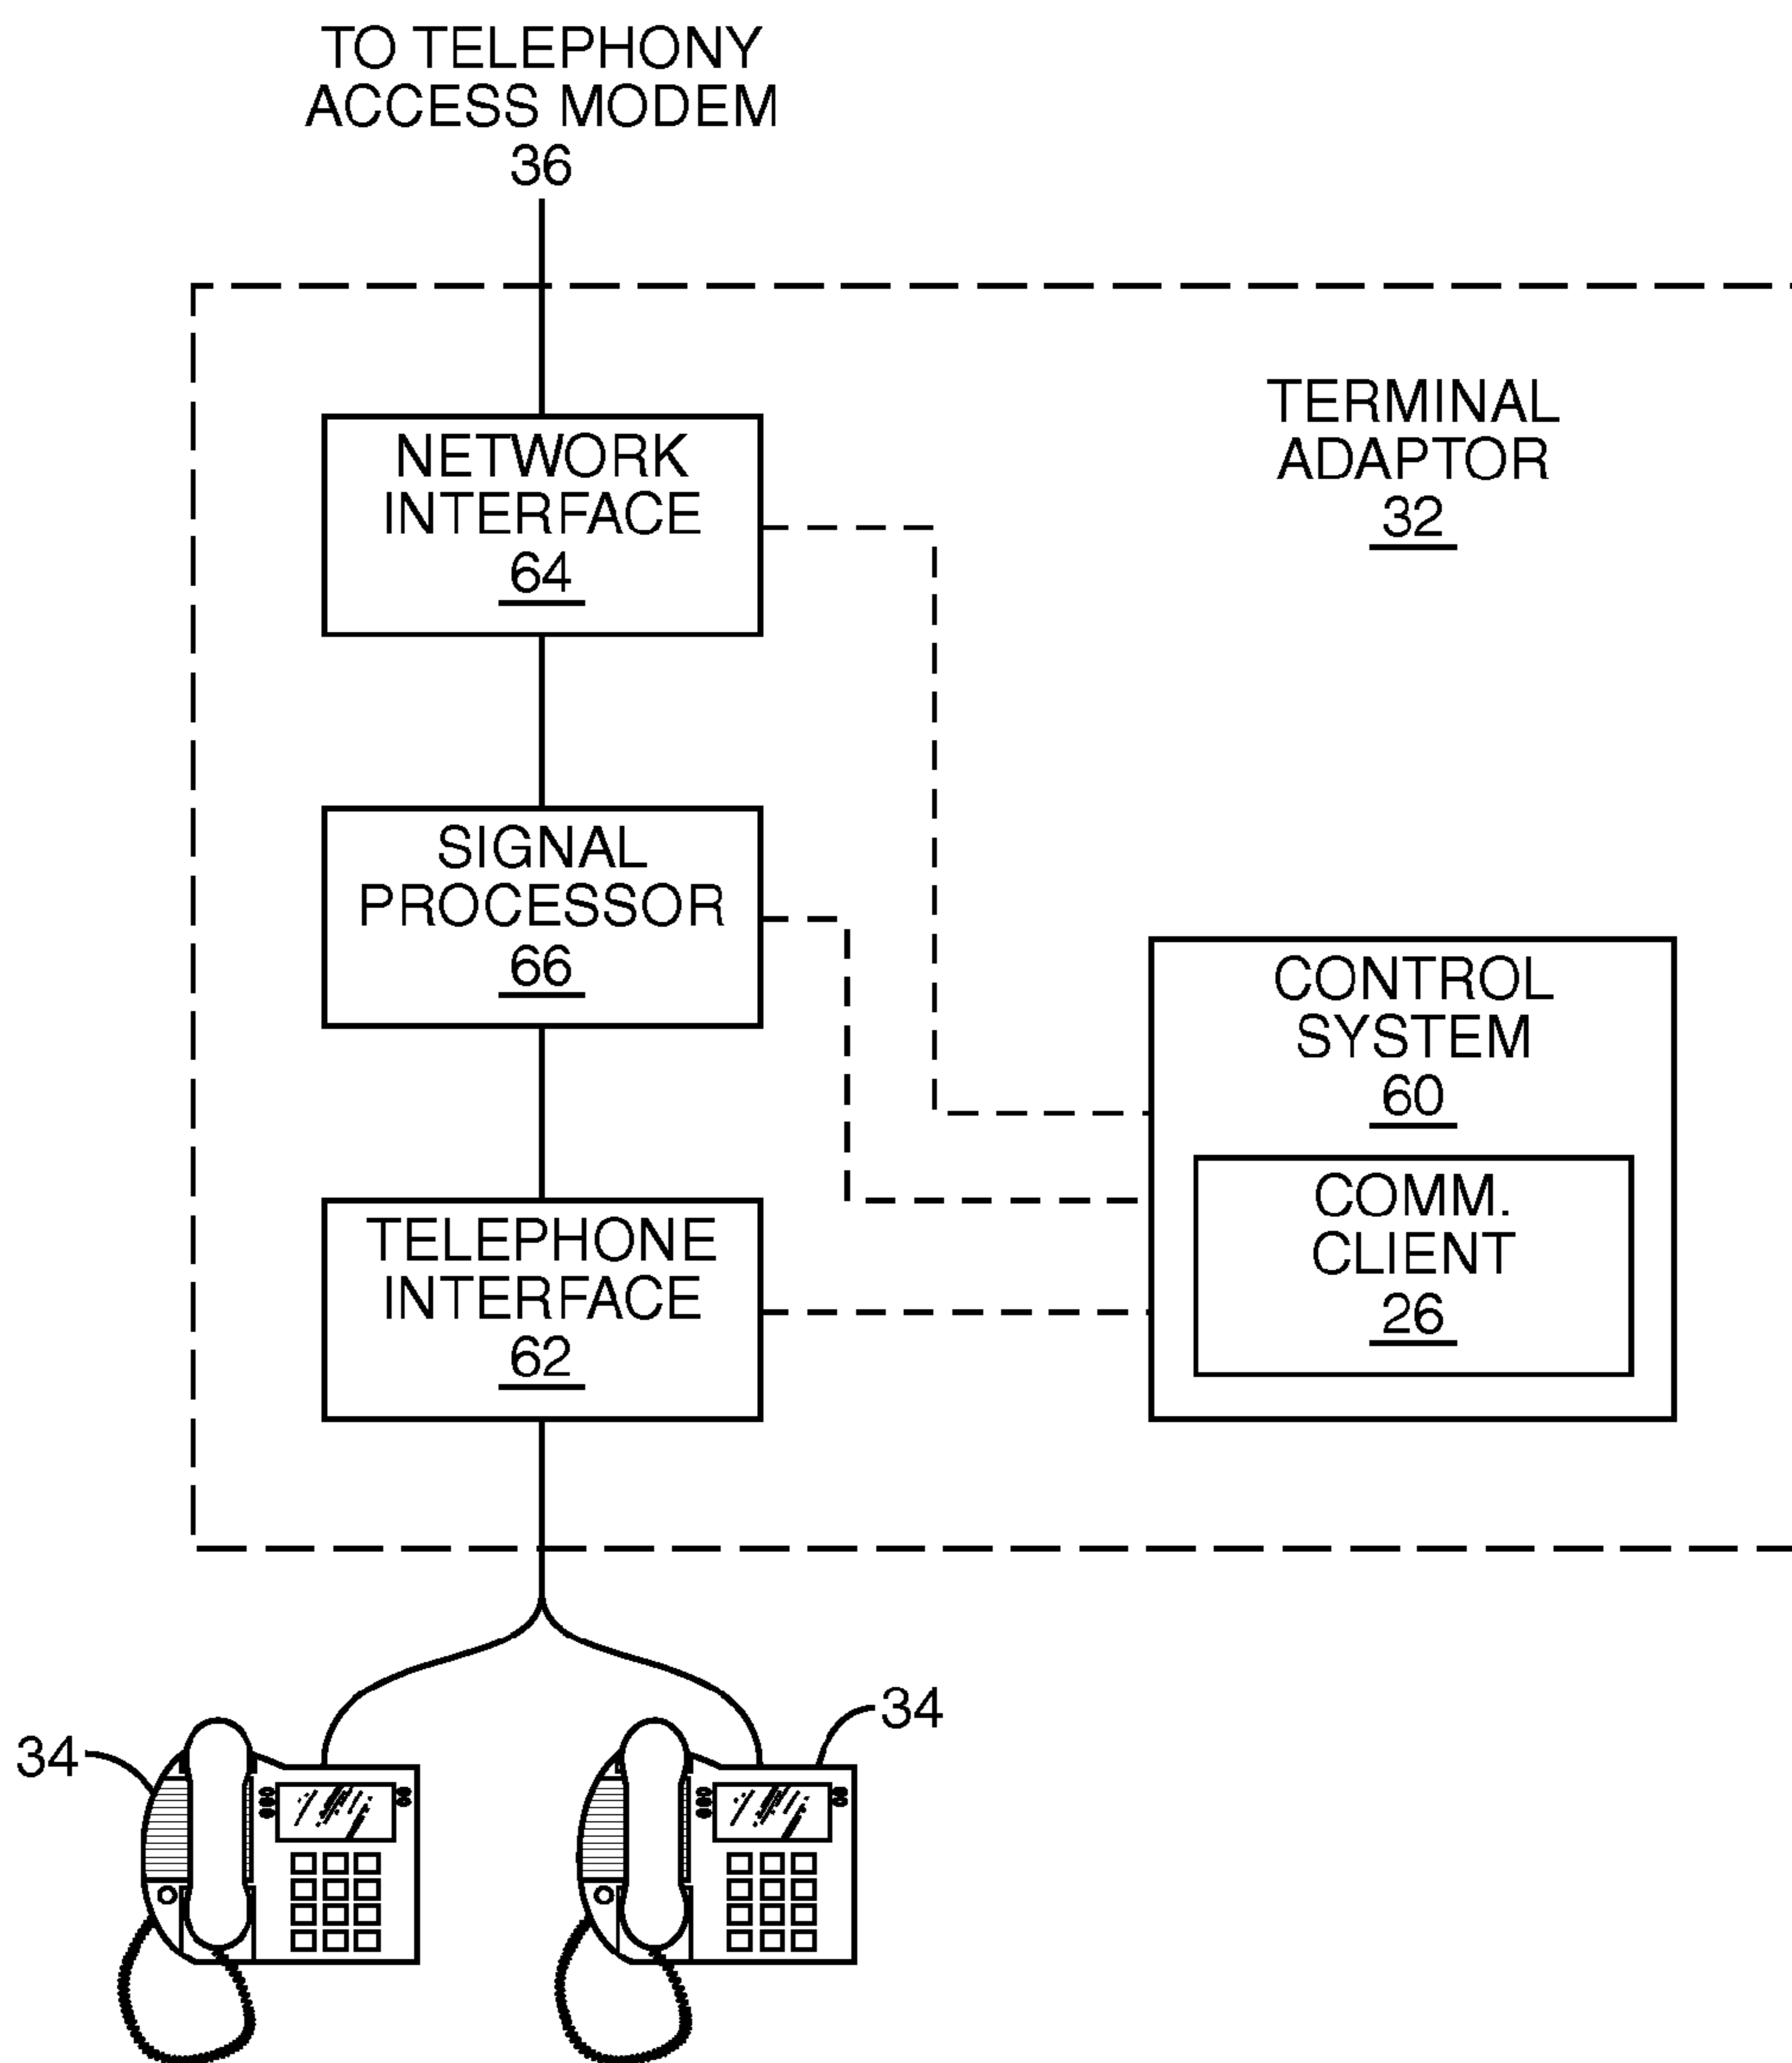 TO TELEPHONY
ACCESS MODEM
36
TERMINAL
ADAPTOR
32
NETWORK
INTERFACE
64
SIGNAL
PROCESSOR
66
CONTROL
SYSTEM
60
COMM.
CLIENT
26
TELEPHONE
INTERFACE
62
34
34